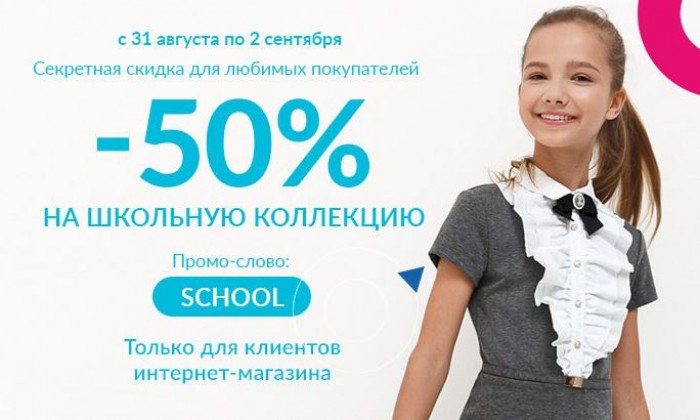 с 31 августа по 2 сентября
Секретная скидка для любимых покупателей
-50%
НА ШКОЛЬНУЮ КОЛЛЕКЦИЮ
Промо-слово:
SCHOOL
Только для клиентов
интернет-магазина